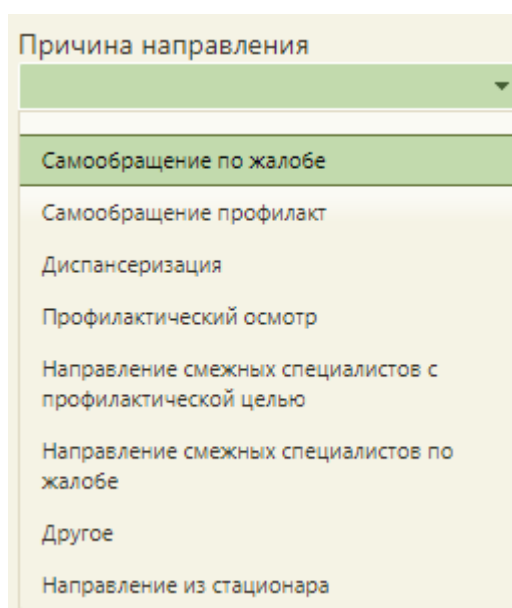 Причина направления
Самообращение по жалобе
Самообращение профилакт
Диспансеризация
Профилактический осмотр
Направление смежных специалистов с
профилактической целью
Направление смежных специалистов по
жалобе
Другое
Направление из стационара